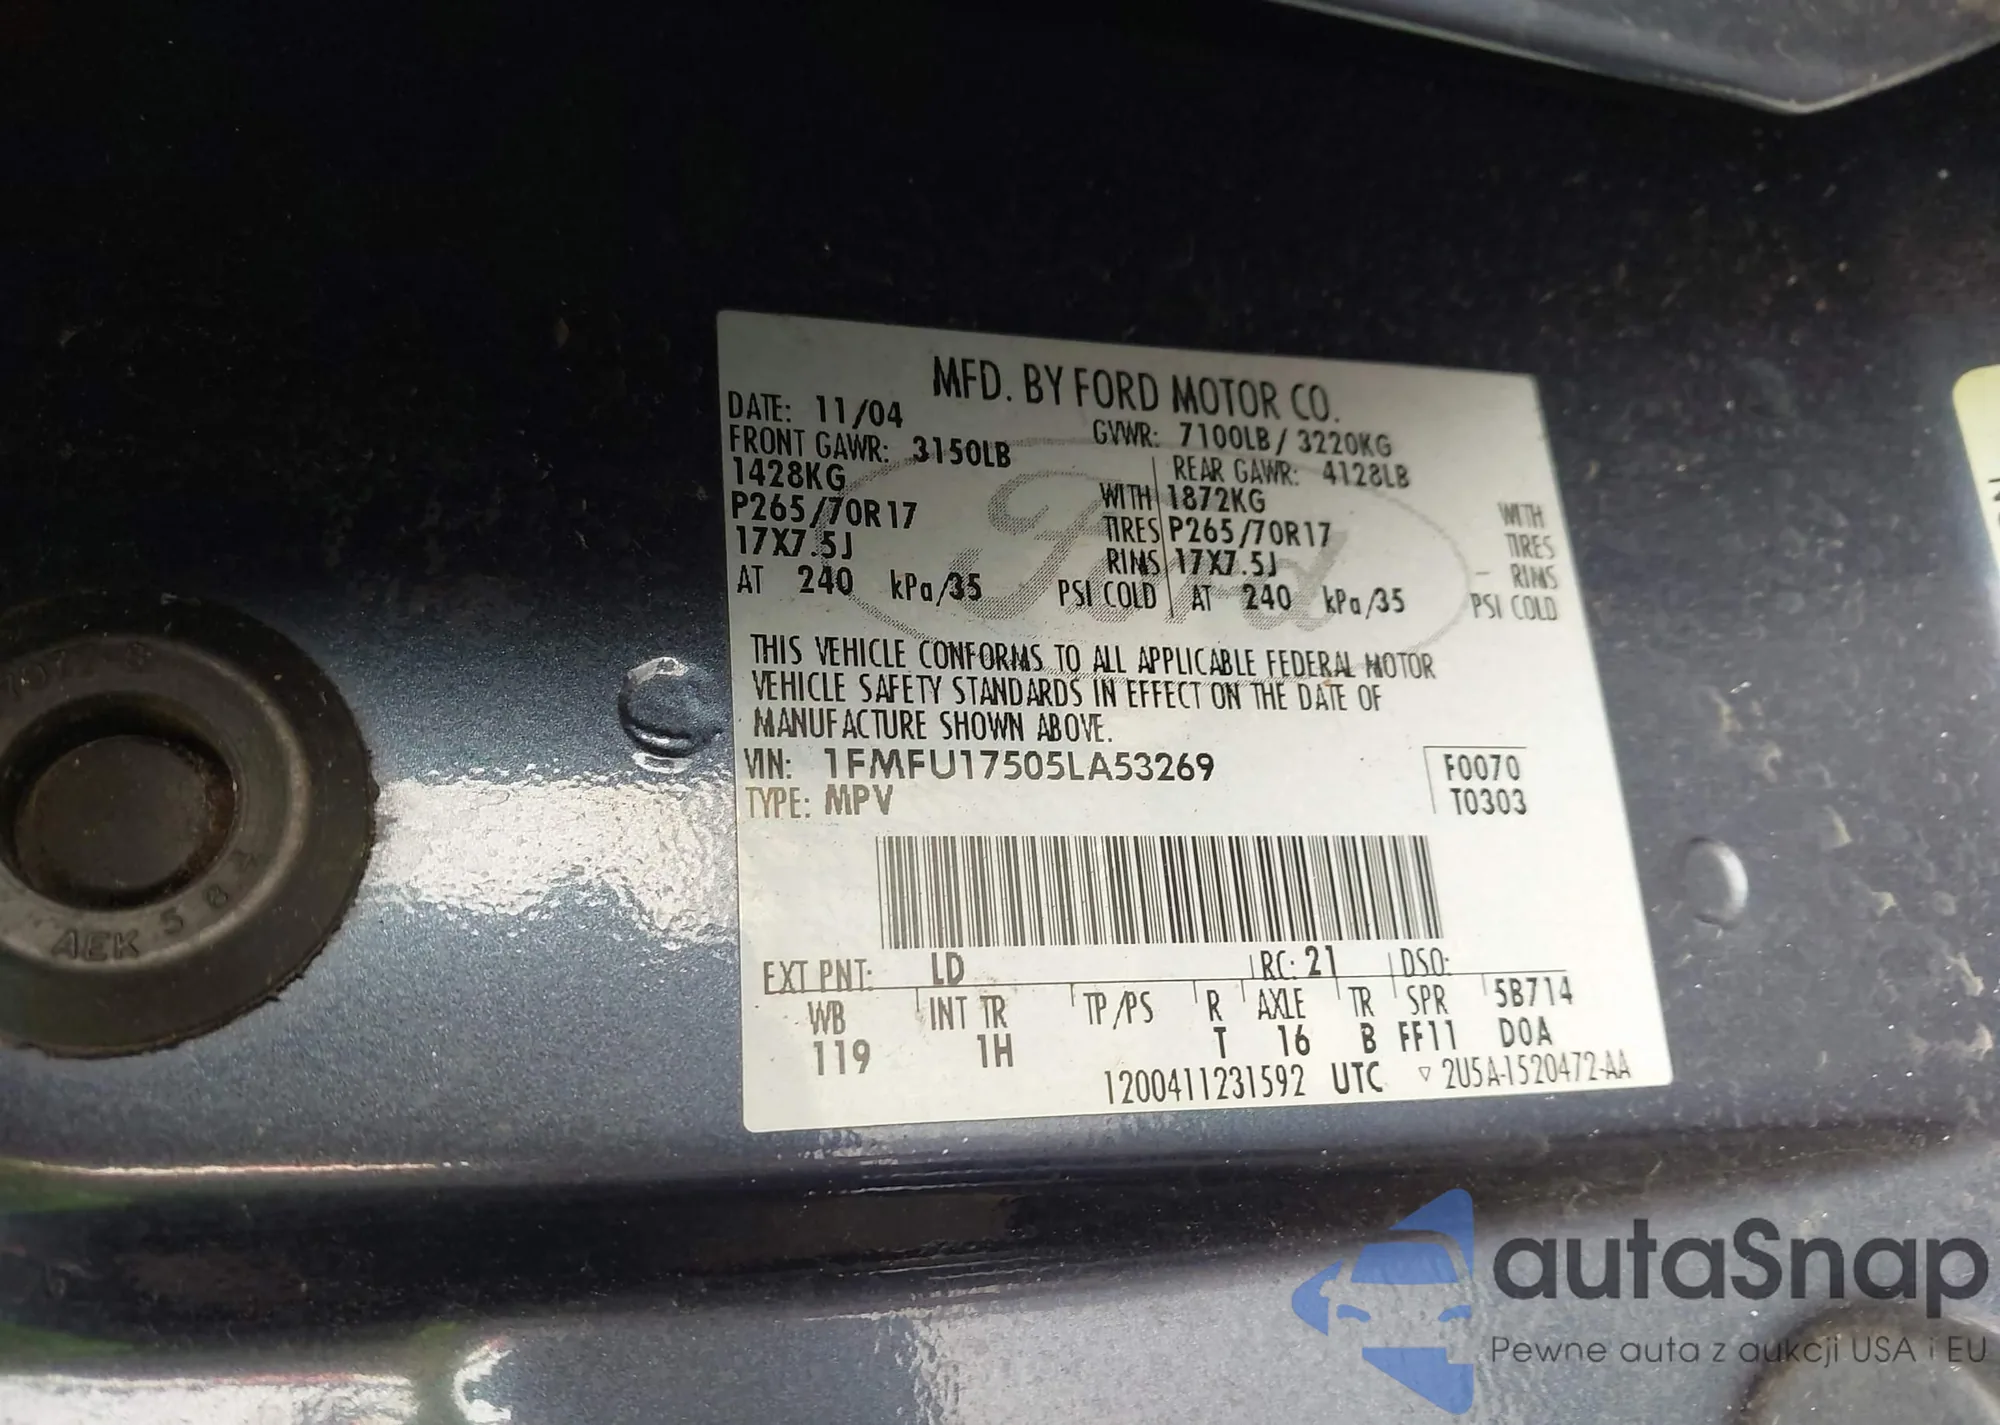 MFD. BY FORD MOTOR CO.
DATE: 11/04
GVWR: 7100LB / 3220KG
FRONT GAWR: 3150LB
REAR GAWR: 4128LB
1428KG WITH 1872KG WITH
P265/70R17 TIRES P265/70R17 TIRES
17X7.5J RIMS 17X7.5J - RIMS
AT 240 kPa/35 PSI COLD AT 240 kPa/35 PSI COLD
Ford
THIS VEHICLE CONFORMS TO ALL APPLICABLE FEDERAL MOTOR
VEHICLE SAFETY STANDARDS IN EFFECT ON THE DATE OF
MANUFACTURE SHOWN ABOVE.
VIN: 1FMFU17505LA53269 F0070
TYPE: MPV T0303
EXT PNT: LD RC: 21 DSO:
WB INT TR TP/PS R AXLE TR SPR 5B714
119 1H T 16 B FF11 D0A
1200411231592 UTC ▽ 2U5A-1520472-AA
AEK 58
autaSnap
Pewne auta z aukcji USA i EU